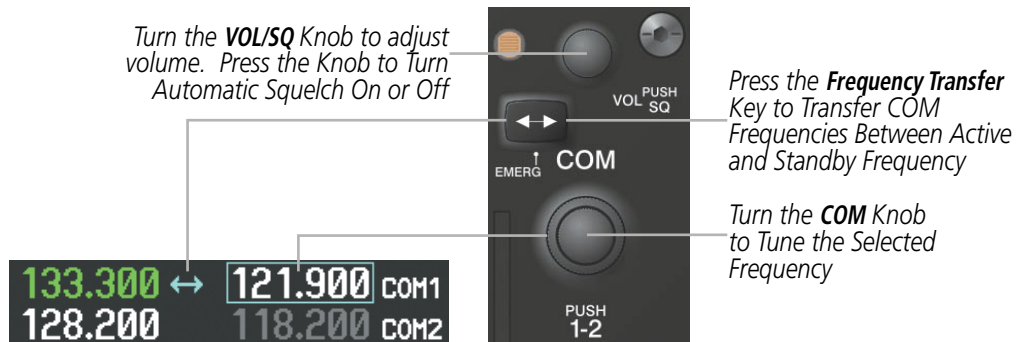 Turn the VOL/SQ Knob to adjust
volume. Press the Knob to Turn
Automatic Squelch On or Off
VOL PUSH
SQ
Press the Frequency Transfer
Key to Transfer COM
Frequencies Between Active
and Standby Frequency
EMERG
COM
Turn the COM Knob
to Tune the Selected
Frequency
133.300 ↔ 121.900 COM1
128.200 118.200 COM2
PUSH
1-2